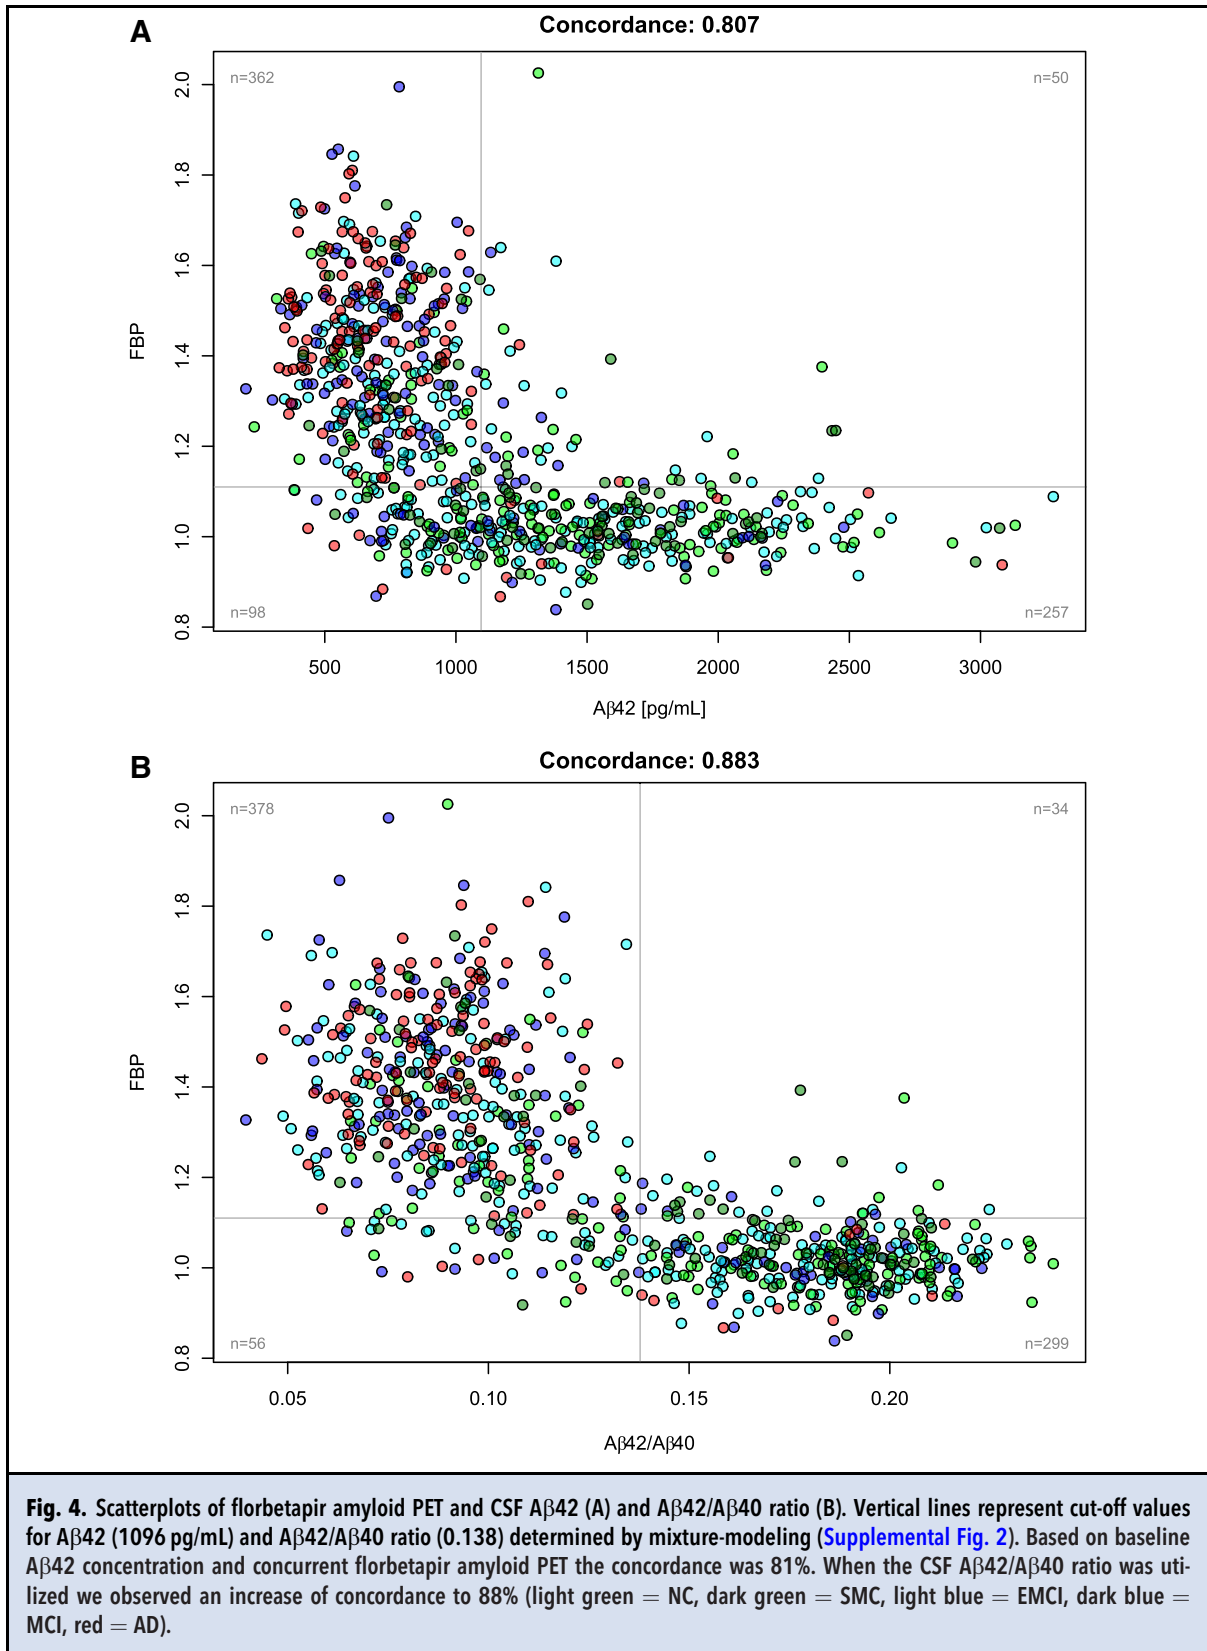 A
Concordance: 0.807
n=362
n=50
2.0
1.8
1.6
1.4
1.2
1.0
0.8
FBP
n=98
n=257
500
1000
1500
2000
2500
3000
Aβ42 [pg/mL]
B
Concordance: 0.883
n=378
n=34
2.0
1.8
1.6
1.4
1.2
1.0
0.8
FBP
n=56
n=299
0.05
0.10
0.15
0.20
Aβ42/Aβ40
Fig. 4. Scatterplots of florbetapir amyloid PET and CSF Aβ42 (A) and Aβ42/Aβ40 ratio (B). Vertical lines represent cut-off values
for Aβ42 (1096 pg/mL) and Aβ42/Aβ40 ratio (0.138) determined by mixture-modeling (Supplemental Fig. 2). Based on baseline
Aβ42 concentration and concurrent florbetapir amyloid PET the concordance was 81%. When the CSF Aβ42/Aβ40 ratio was uti-
lized we observed an increase of concordance to 88% (light green = NC, dark green = SMC, light blue = EMCI, dark blue =
MCI, red = AD).